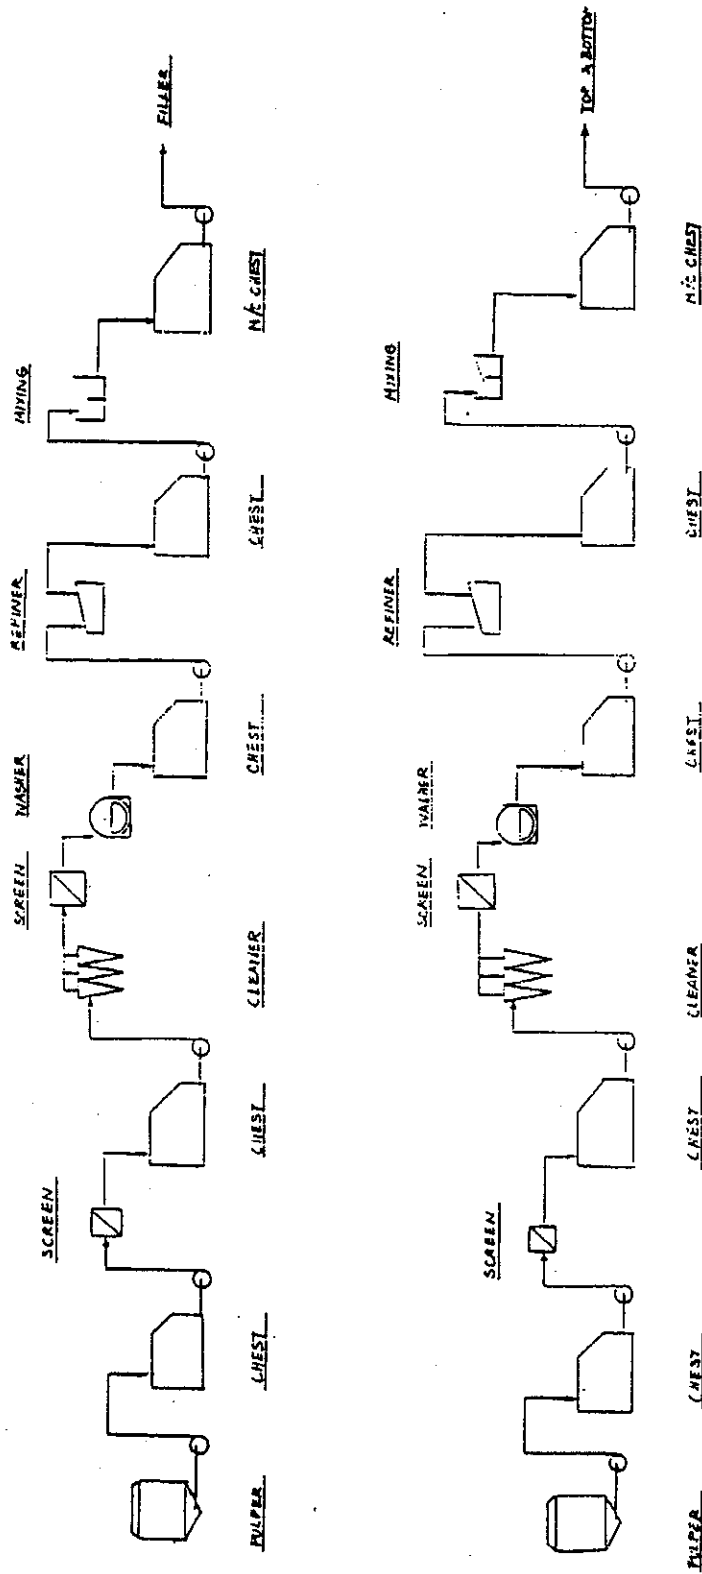 PULPER
CHEST
SCREEN
CHEST
CLEANER
SCREEN
WASHER
CHEST
REFINER
CHEST
MIXING
M/C CHEST
FILLER
PULPER
CHEST
SCREEN
CHEST
CLEANER
SCREEN
WASHER
CHEST
REFINER
CHEST
MIXING
M/C CHEST
TOP & BOTTOM